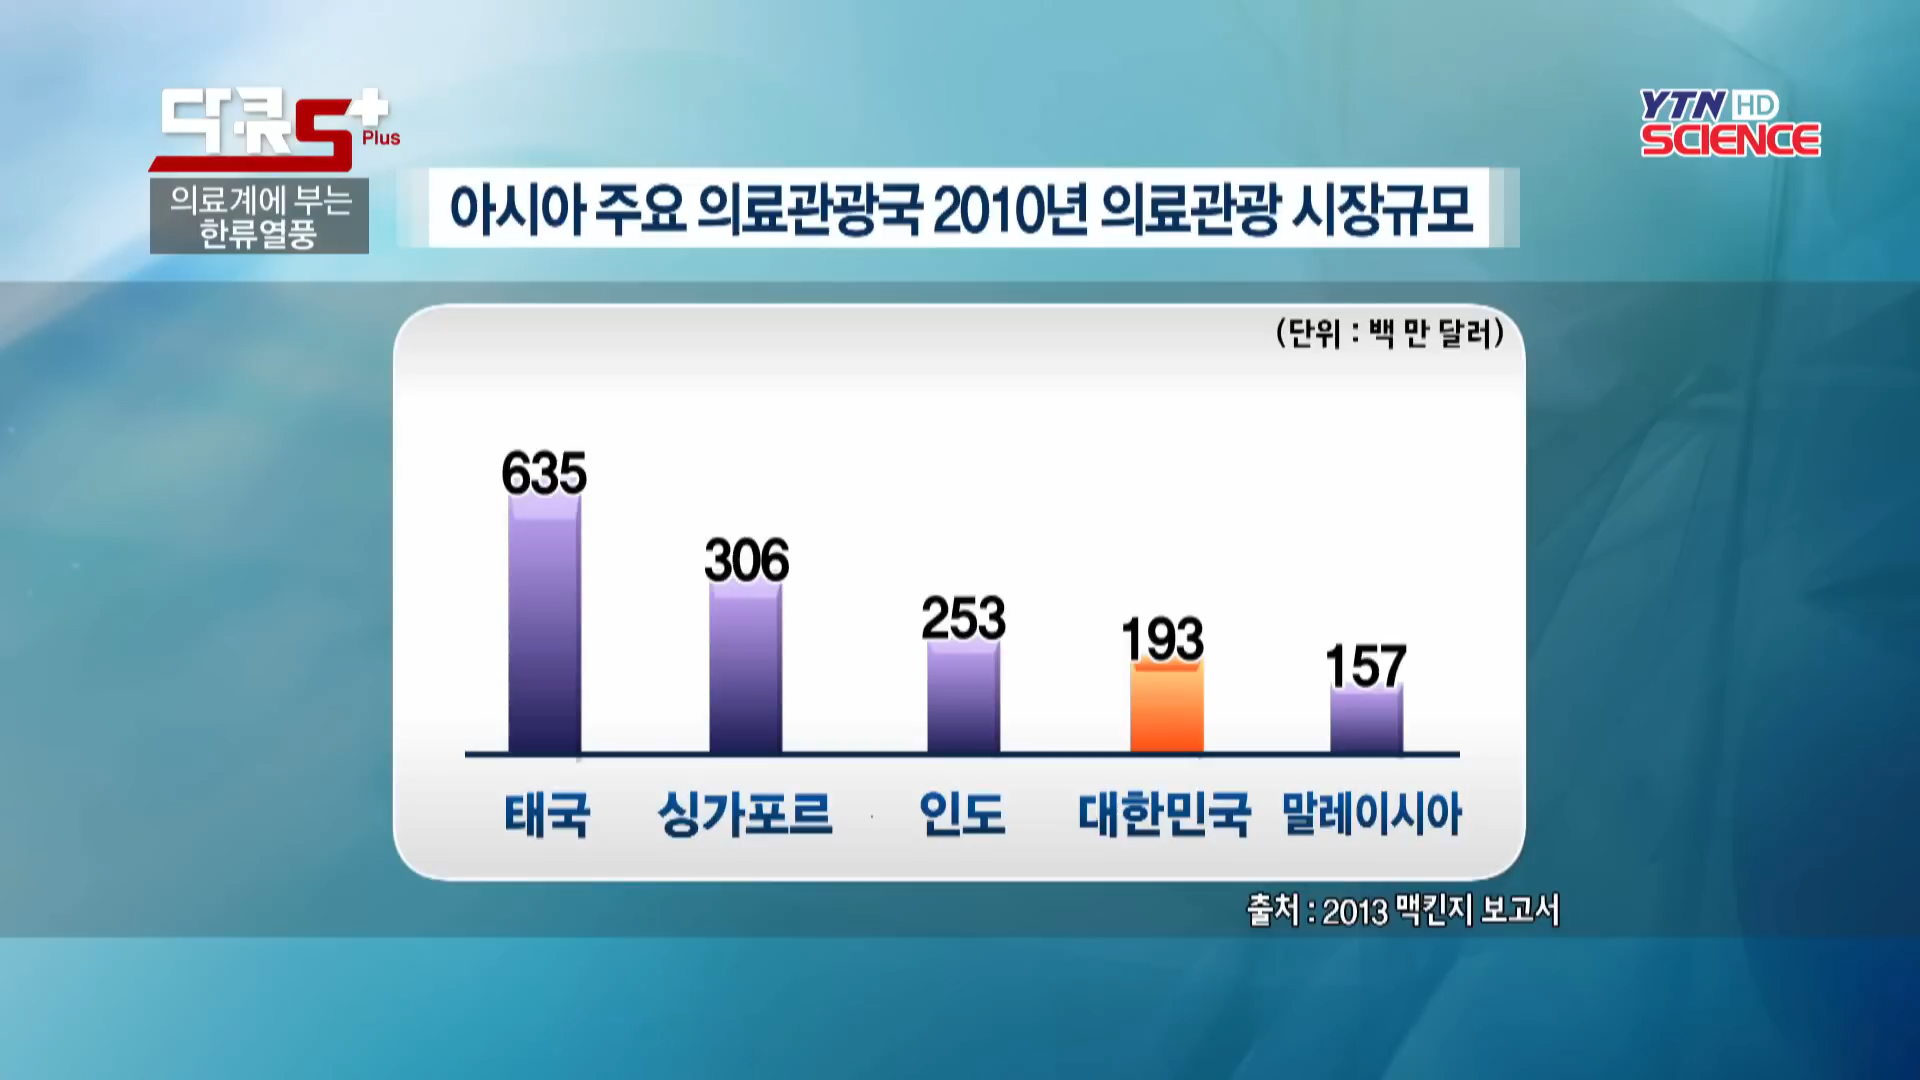 다큐S+
Plus
의료계에 부는
한류열풍
YTN HD
SCIENCE
아시아 주요 의료관광국 2010년 의료관광 시장규모
(단위 : 백 만 달러)
635
306
253
193
157
태국
싱가포르
인도
대한민국
말레이시아
출처 : 2013 맥킨지 보고서